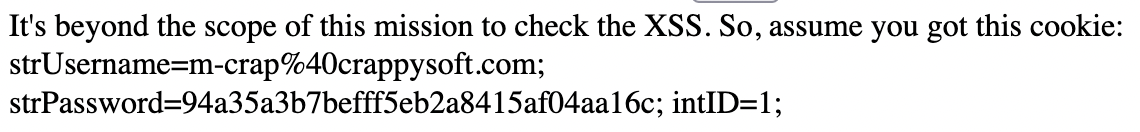 It's beyond the scope of this mission to check the XSS. So, assume you got this cookie:
strUsername=m-crap%40crappysoft.com;
strPassword=94a35a3b7befff5eb2a8415af04aa16c; intID=1;